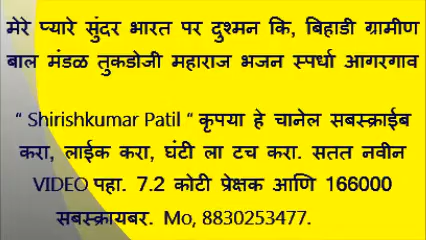 मेरे प्यारे सुंदर भारत पर दुश्मन कि, बिहाडी ग्रामीण
बाल मंडळ तुकडोजी महाराज भजन स्पर्धा आगरगाव
“ Shirishkumar Patil “ कृपया हे चानेल सबस्क्राईब
करा, लाईक करा, घंटी ला टच करा. सतत नवीन
VIDEO पहा. 7.2 कोटी प्रेक्षक आणि 166000
सबस्क्रायबर. Mo, 8830253477.